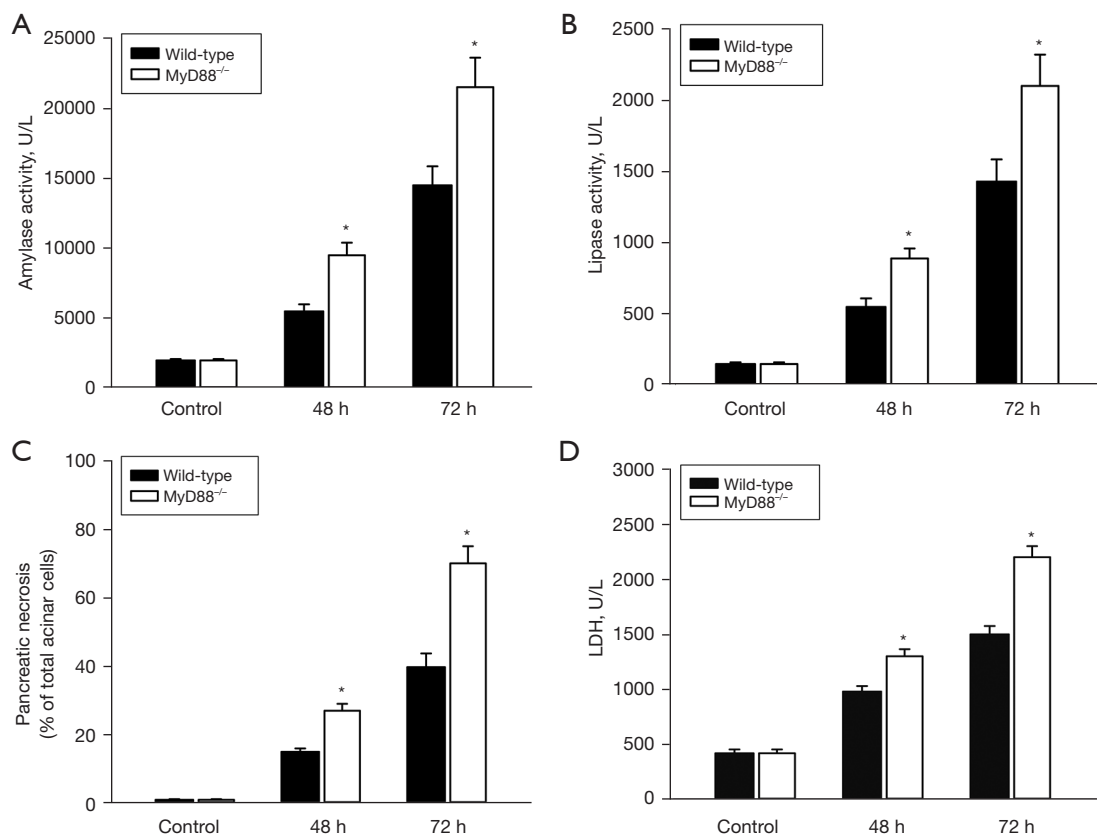 A
Amylase activity, U/L
25000
20000
15000
10000
5000
0
Wild-type
MyD88⁻/⁻
*
*
Control 48 h 72 h
B
Lipase activity, U/L
2500
2000
1500
1000
500
0
Wild-type
MyD88⁻/⁻
*
*
Control 48 h 72 h
C
Pancreatic necrosis
(% of total acinar cells)
100
80
60
40
20
0
Wild-type
MyD88⁻/⁻
*
*
Control 48 h 72 h
D
LDH, U/L
3000
2500
2000
1500
1000
500
0
Wild-type
MyD88⁻/⁻
*
*
Control 48 h 72 h